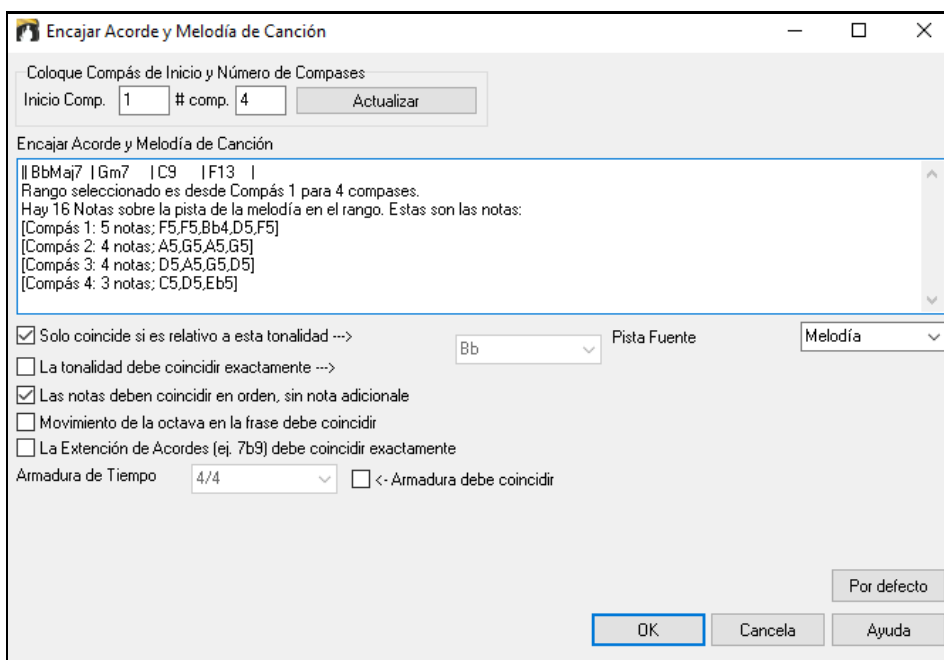 Encajar Acorde y Melodía de Canción
Coloque Compás de Inicio y Número de Compases
Inicio Comp. 1 # comp. 4 Actualizar
Encajar Acorde y Melodía de Canción
|| BbMaj7 | Gm7 | C9 | F13 |
Rango seleccionado es desde Compás 1 para 4 compases.
Hay 16 Notas sobre la pista de la melodía en el rango. Estas son las notas:
[Compás 1: 5 notas; F5,F5,Bb4,D5,F5]
[Compás 2: 4 notas; A5,G5,A5,G5]
[Compás 3: 4 notas; D5,A5,G5,D5]
[Compás 4: 3 notas; C5,D5,Eb5]
Solo coincide si es relativo a esta tonalidad ---> Bb Pista Fuente Melodía
La tonalidad debe coincidir exactamente --->
Las notas deben coincidir en orden, sin nota adicionale
Movimiento de la octava en la frase debe coincidir
La Extención de Acordes (ej. 7b9) debe coincidir exactamente
Armadura de Tiempo 4/4 <- Armadura debe coincidir
Por defecto
OK Cancela Ayuda